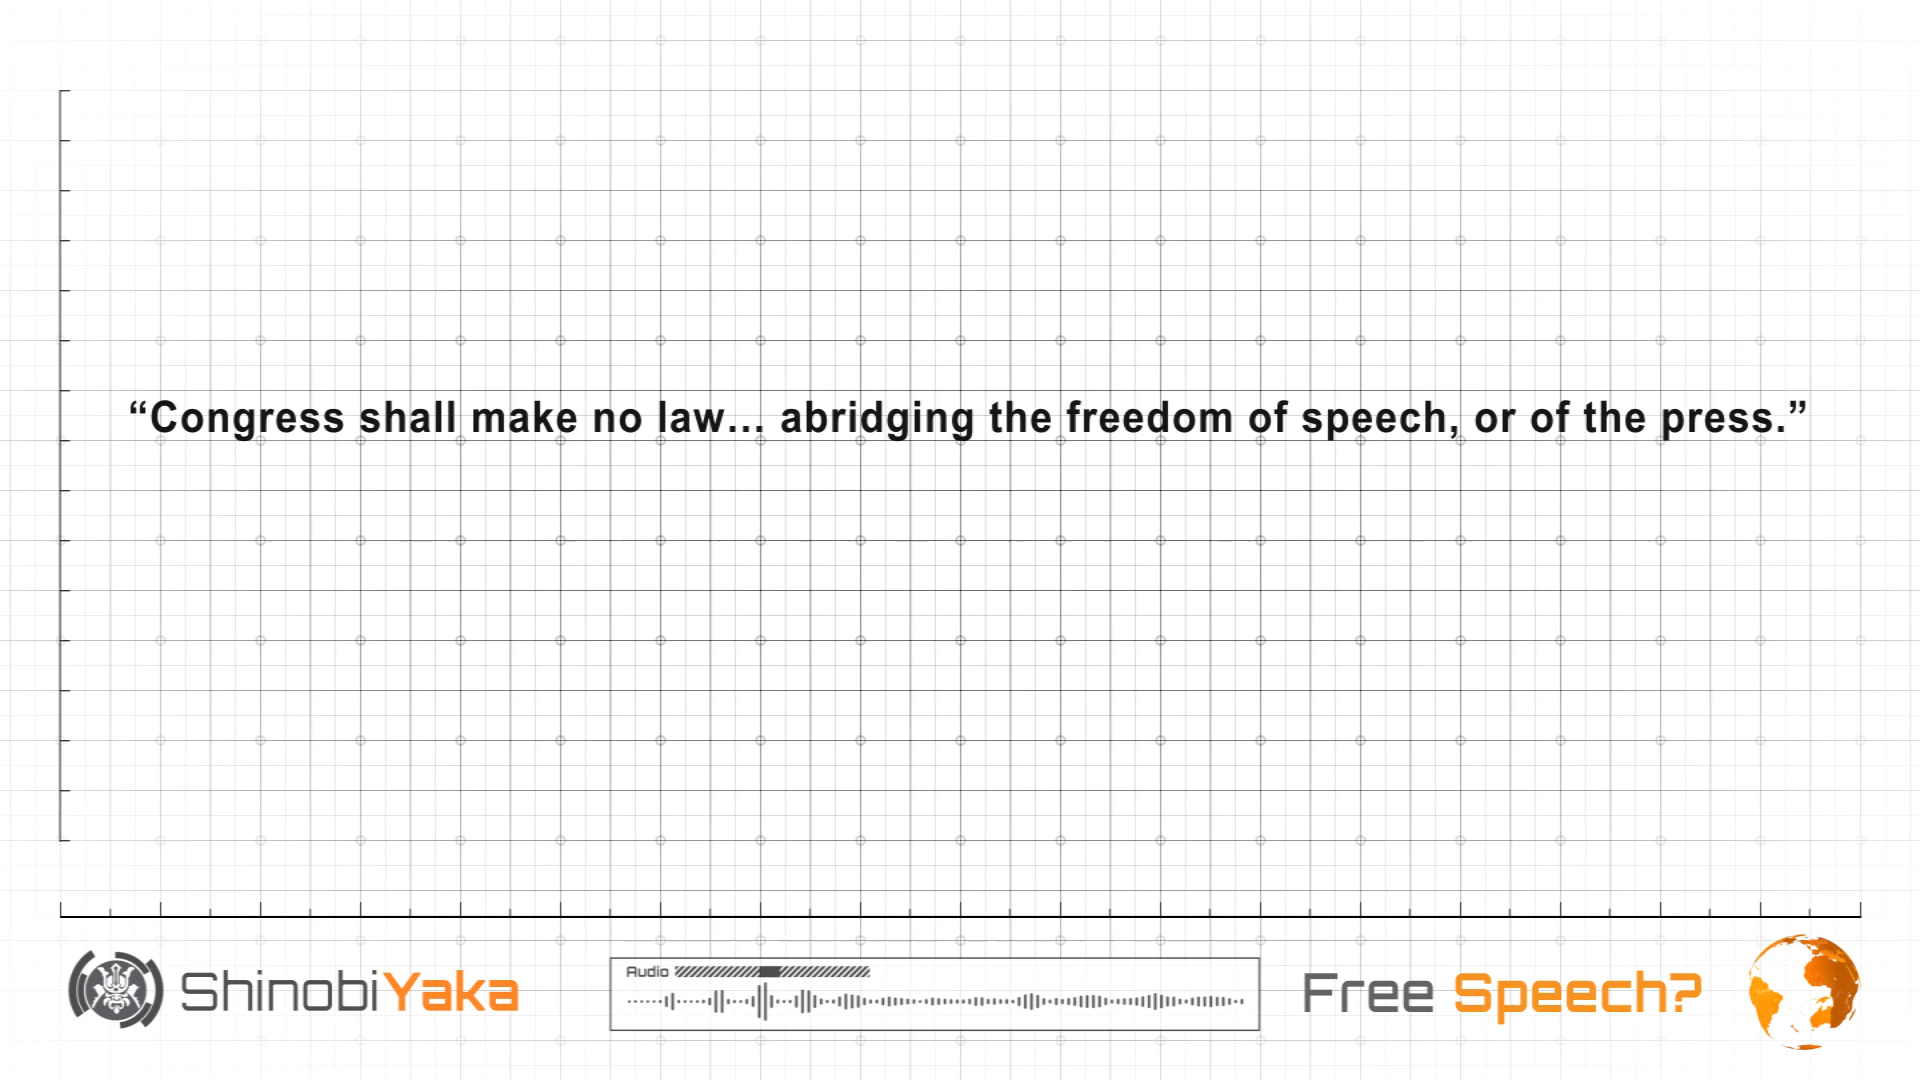 “Congress shall make no law... abridging the freedom of speech, or of the press.”
Audio
ShinobiYaka
Free Speech?